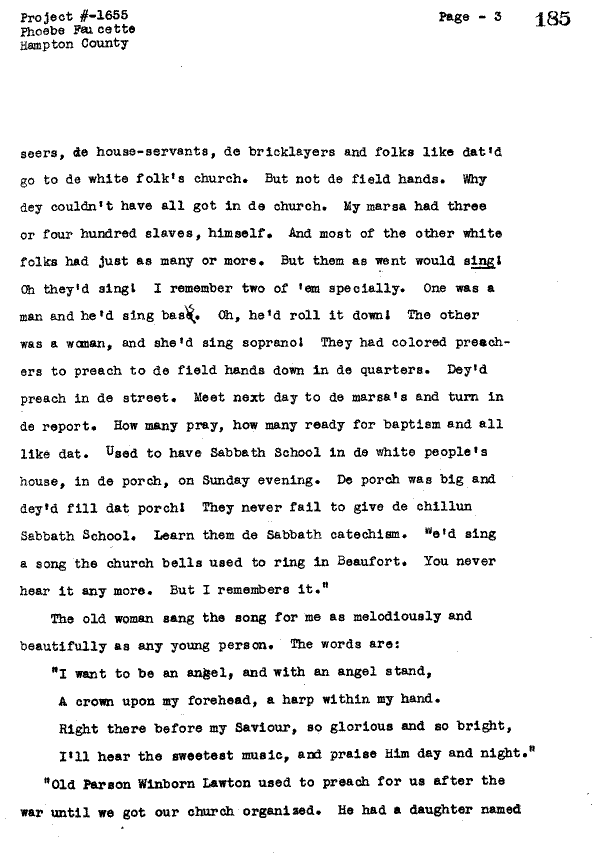 Project #-1655
Phoebe Faucette
Hampton County
Page - 3 185
seers, de house-servants, de bricklayers and folks like dat'd
go to de white folk's church. But not de field hands. Why
dey couldn't have all got in de church. My marsa had three
or four hundred slaves, himself. And most of the other white
folks had just as many or more. But them as went would sing!
Oh they'd sing! I remember two of 'em specially. One was a
man and he'd sing bass. Oh, he'd roll it down! The other
was a woman, and she'd sing soprano! They had colored preach-
ers to preach to de field hands down in de quarters. Dey'd
preach in de street. Meet next day to de marsa's and turn in
de report. How many pray, how many ready for baptism and all
like dat. Used to have Sabbath School in de white people's
house, in de porch, on Sunday evening. De porch was big and
dey'd fill dat porch! They never fail to give de chillun
Sabbath School. Learn them de Sabbath catechism. We'd sing
a song the church bells used to ring in Beaufort. You never
hear it any more. But I remembers it."
The old woman sang the song for me as melodiously and
beautifully as any young person. The words are:
"I want to be an angel, and with an angel stand,
A crown upon my forehead, a harp within my hand.
Right there before my Saviour, so glorious and so bright,
I'll hear the sweetest music, and praise Him day and night."
"Old Parson Winborn Lawton used to preach for us after the
war until we got our church organized. He had a daughter named